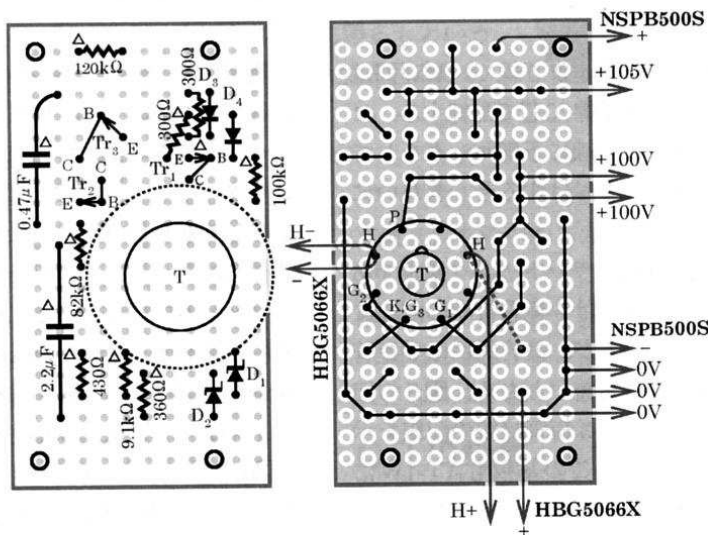 120kΩ
300Ω
D3
D4
300Ω
B
Tr3
E
C
E
B
Tr1
C
100kΩ
0.47μF
Tr2
C
E
B
82kΩ
T
2.2μF
430Ω
9.1kΩ
360Ω
D2
D1
NSPB500S
+
+105V
+100V
+100V
P
H−
H
H
−
T
G2
K,G3
G1
HBG5066X
NSPB500S
−
0V
0V
0V
H+
HBG5066X
+